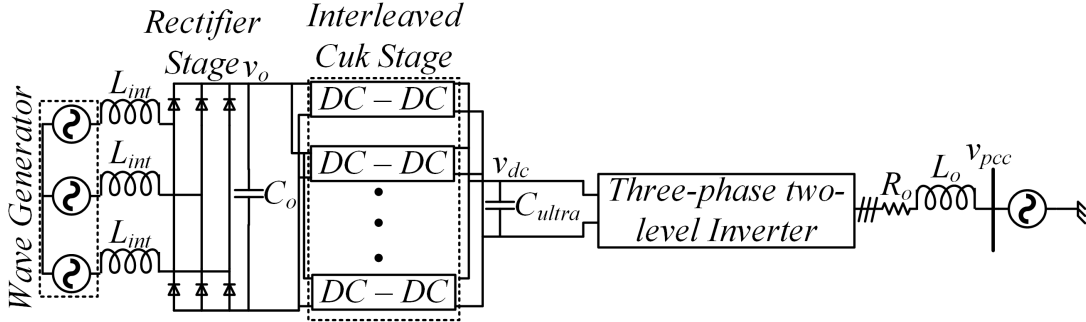 Interleaved
Cuk Stage
Rectifier
Stage
v_o
L_int
DC – DC
Wave Generator
L_int
DC – DC
v_dc
v_pcc
C_o
C_ultra
Three-phase two-
level Inverter
R_o
L_o
L_int
DC – DC